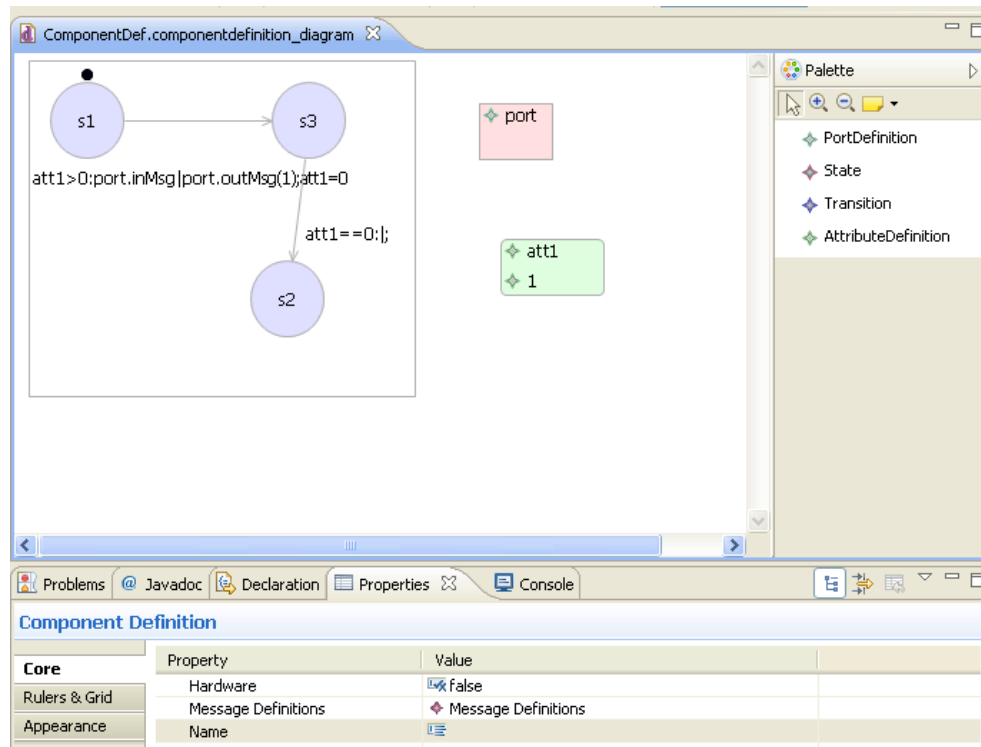 ComponentDef.componentdefinition_diagram
Palette
s1
s3
port
PortDefinition
State
att1>0:port.inMsg|port.outMsg(1);att1=0
Transition
att1==0:|;
AttributeDefinition
att1
1
s2
Problems @ Javadoc Declaration Properties Console
Component Definition
Core
Property Value
Hardware false
Rulers & Grid
Message Definitions Message Definitions
Appearance
Name